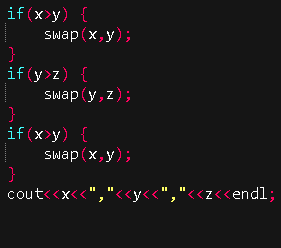 if(x>y) {
    swap(x,y);
}
if(y>z) {
    swap(y,z);
}
if(x>y) {
    swap(x,y);
}
cout<<x<<","<<y<<","<<z<<endl;